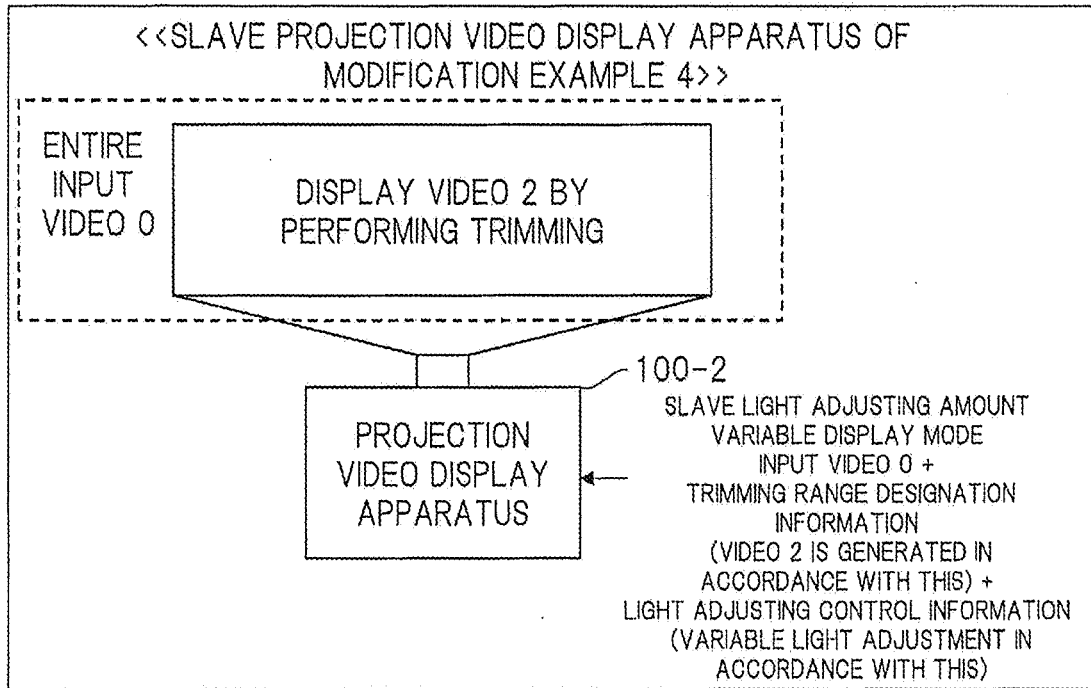 <<SLAVE PROJECTION VIDEO DISPLAY APPARATUS OF
MODIFICATION EXAMPLE 4>>
ENTIRE
INPUT
VIDEO 0
DISPLAY VIDEO 2 BY
PERFORMING TRIMMING
100-2
PROJECTION
VIDEO DISPLAY
APPARATUS
SLAVE LIGHT ADJUSTING AMOUNT
VARIABLE DISPLAY MODE
INPUT VIDEO 0 +
TRIMMING RANGE DESIGNATION
INFORMATION
(VIDEO 2 IS GENERATED IN
ACCORDANCE WITH THIS) +
LIGHT ADJUSTING CONTROL INFORMATION
(VARIABLE LIGHT ADJUSTMENT IN
ACCORDANCE WITH THIS)